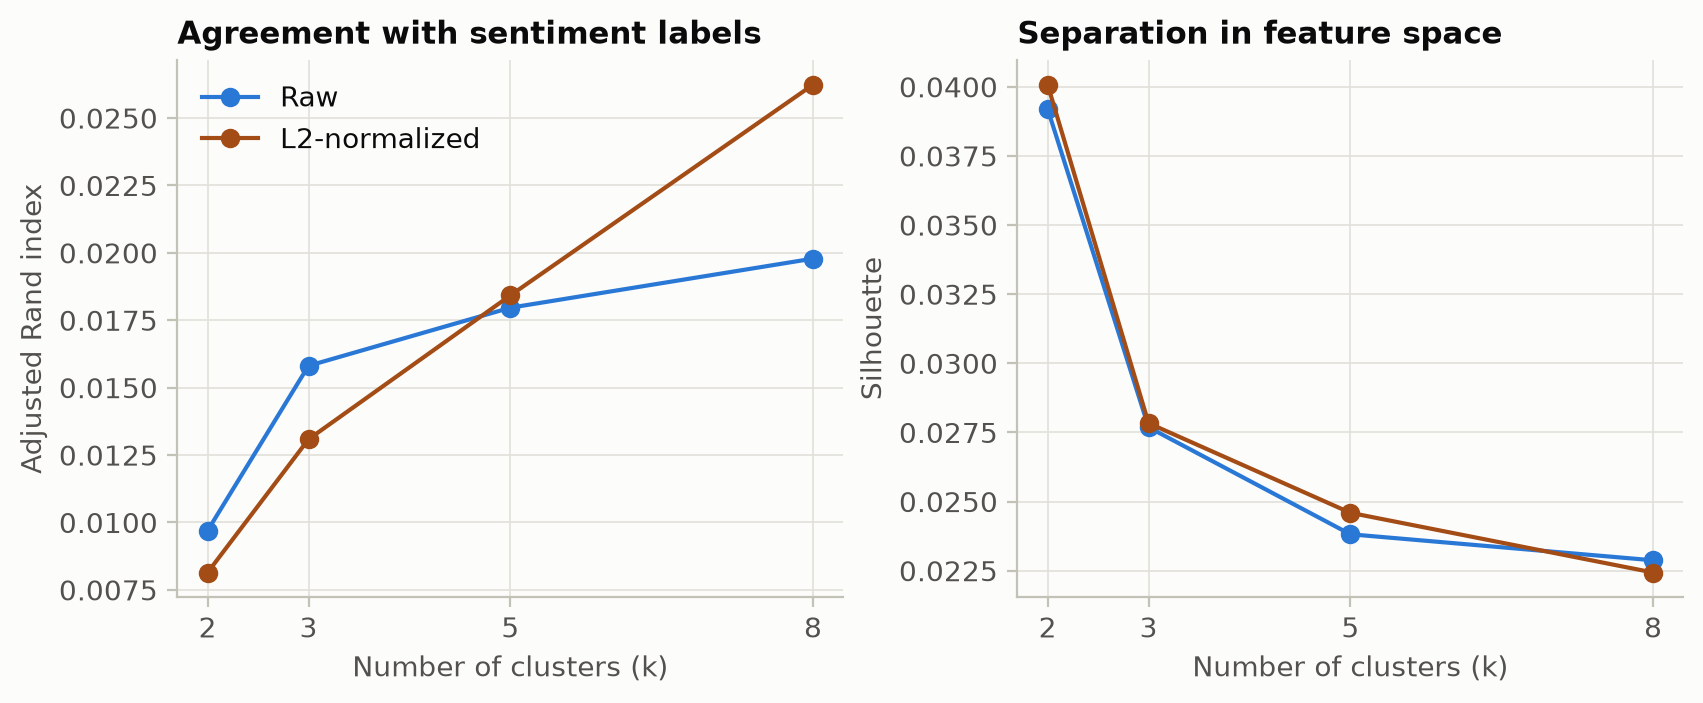 Agreement with sentiment labels
Raw
L2-normalized
Adjusted Rand index
0.0250
0.0225
0.0200
0.0175
0.0150
0.0125
0.0100
0.0075
2 3 5 8
Number of clusters (k)
Separation in feature space
Silhouette
0.0400
0.0375
0.0350
0.0325
0.0300
0.0275
0.0250
0.0225
2 3 5 8
Number of clusters (k)